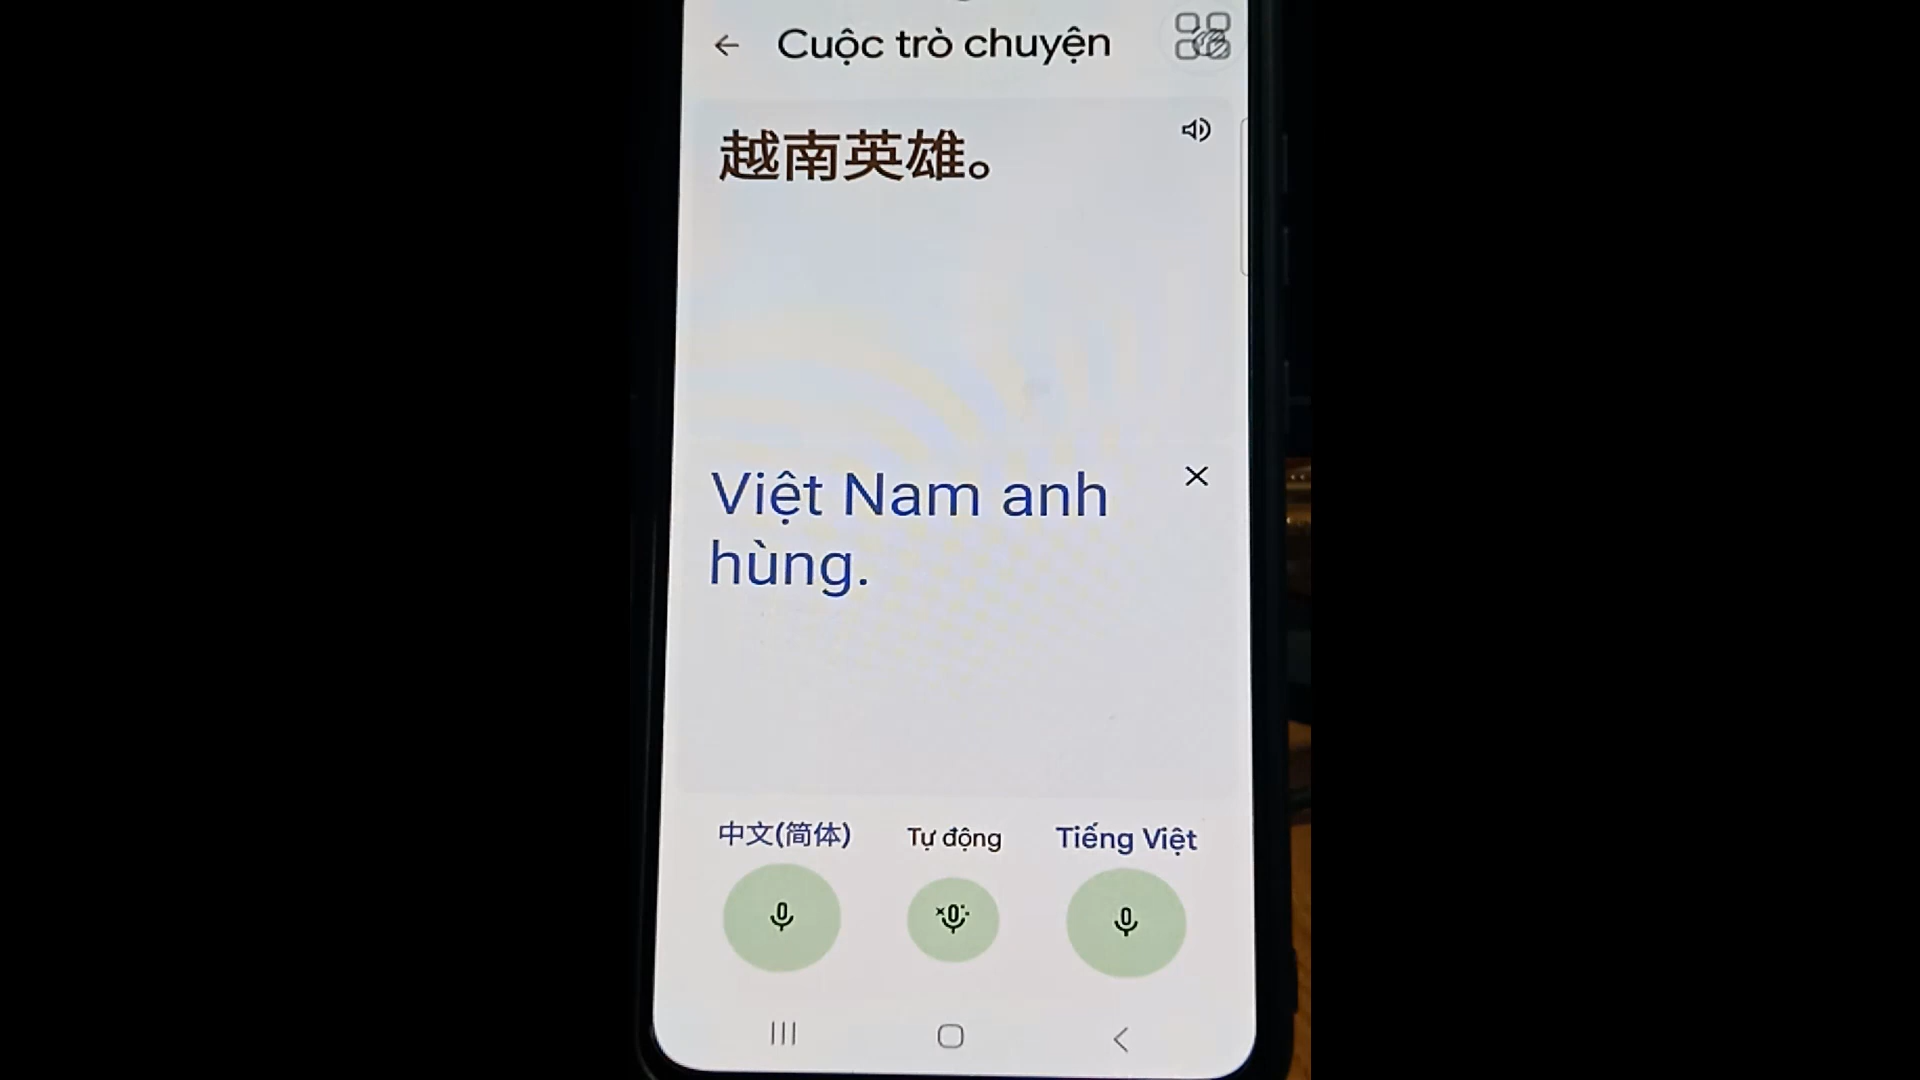 Cuộc trò chuyện
越南英雄。
Việt Nam anh
hùng.
中文(简体) Tự động Tiếng Việt